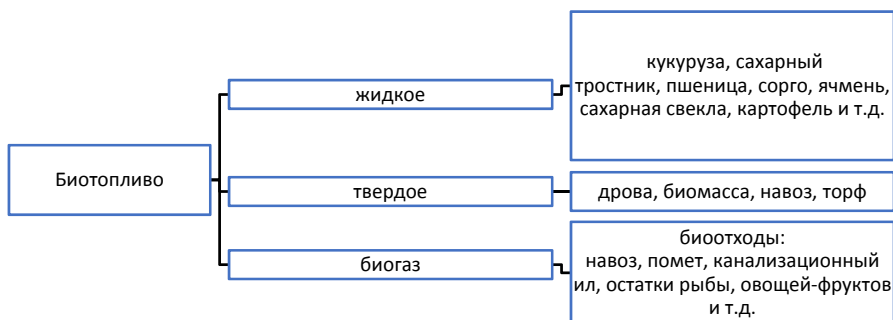 Биотопливо
жидкое
кукуруза, сахарный
тростник, пшеница, сорго, ячмень,
сахарная свекла, картофель и т.д.
твердое
дрова, биомасса, навоз, торф
биогаз
биоотходы:
навоз, помет, канализационный
ил, остатки рыбы, овощей-фруктов
и т.д.